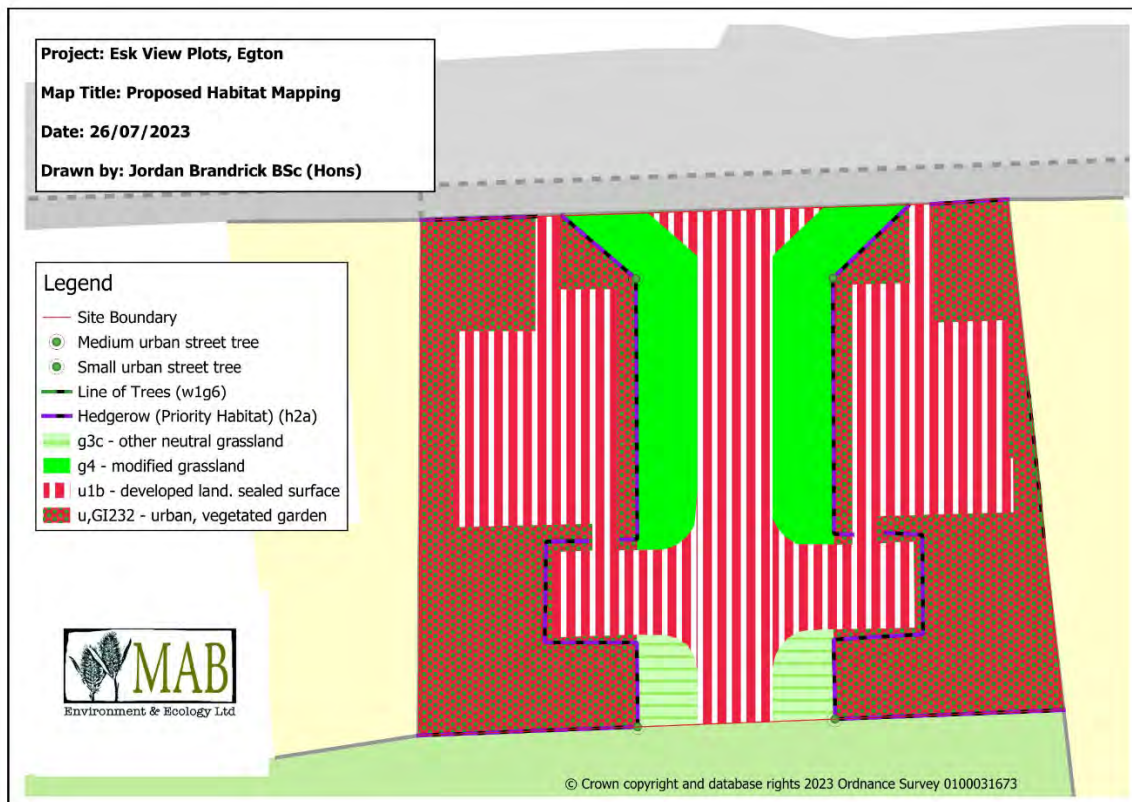 Project: Esk View Plots, Egton
Map Title: Proposed Habitat Mapping
Date: 26/07/2023
Drawn by: Jordan Brandrick BSc (Hons)
Legend
Site Boundary
Medium urban street tree
Small urban street tree
Line of Trees (w1g6)
Hedgerow (Priority Habitat) (h2a)
g3c - other neutral grassland
g4 - modified grassland
u1b - developed land. sealed surface
u,GI232 - urban, vegetated garden
MAB
Environment & Ecology Ltd
© Crown copyright and database rights 2023 Ordnance Survey 0100031673